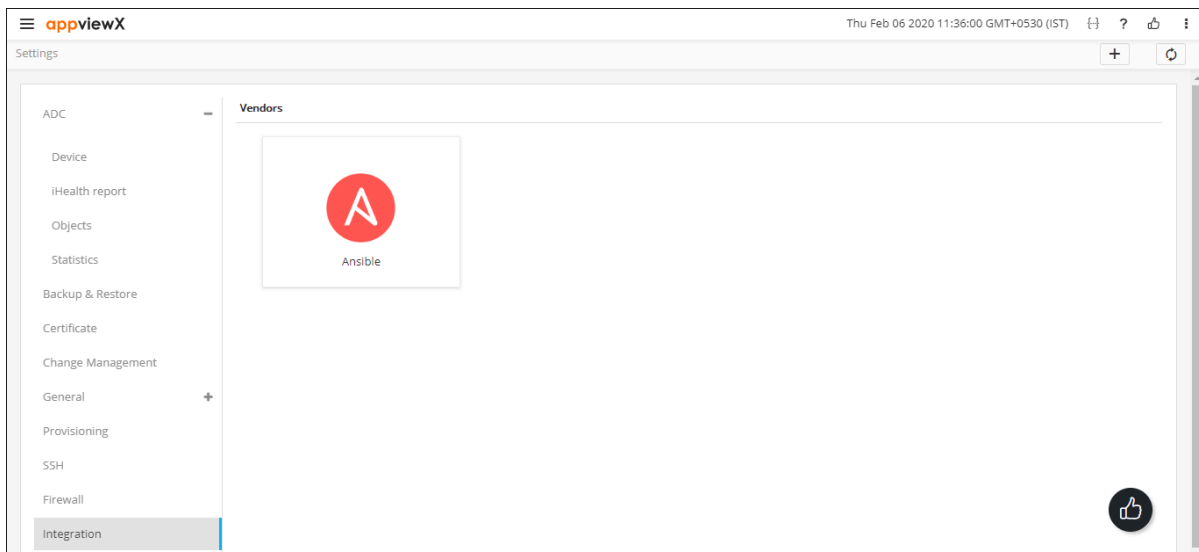 appviewX
Thu Feb 06 2020 11:36:00 GMT+0530 (IST)
?
Settings
ADC
Device
iHealth report
Objects
Statistics
Backup & Restore
Certificate
Change Management
General
Provisioning
SSH
Firewall
Integration
Vendors
Ansible